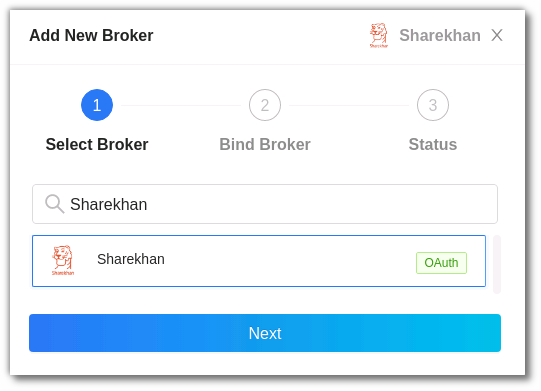 Add New Broker
Sharekhan
Sharekhan X
1
2
3
Select Broker
Bind Broker
Status
Sharekhan
Sharekhan
Sharekhan
OAuth
Next